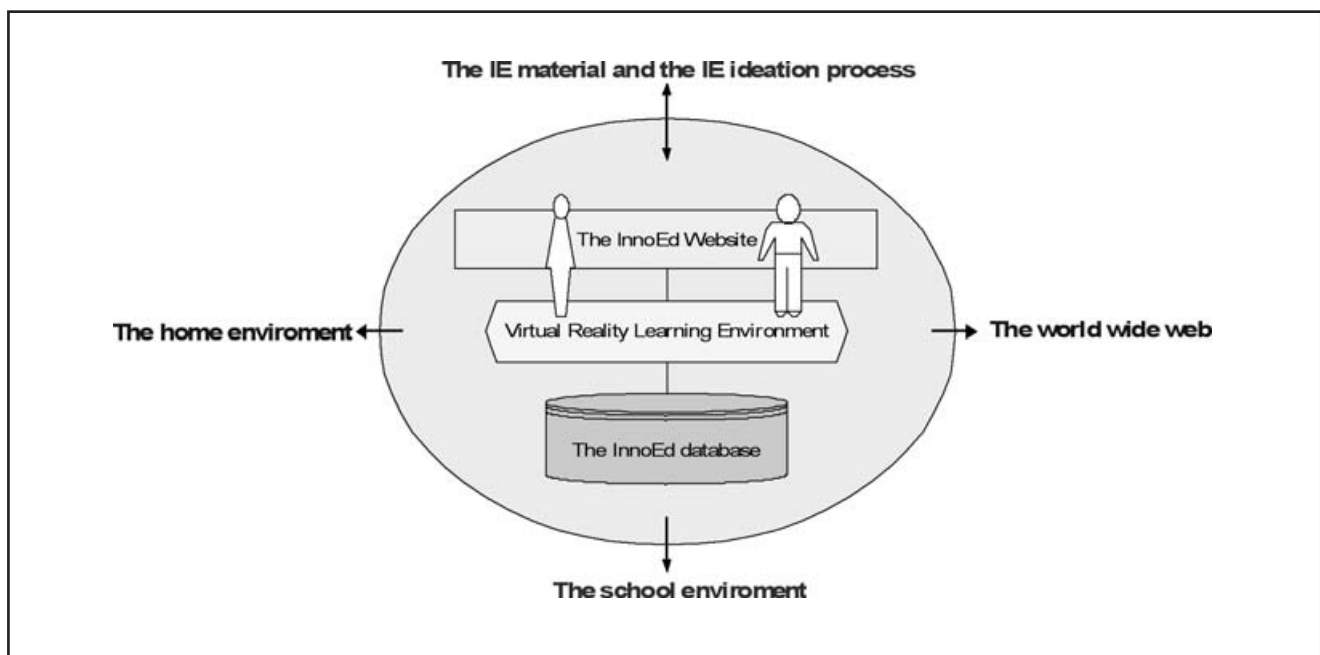 The IE material and the IE ideation process
The InnoEd Website
The home enviroment
Virtual Reality Learning Environment
The world wide web
The InnoEd database
The school enviroment